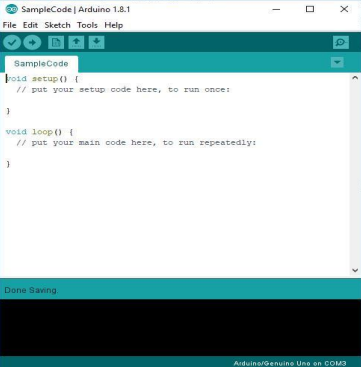 SampleCode | Arduino 1.8.1
File Edit Sketch Tools Help
SampleCode
void setup() {
  // put your setup code here, to run once:
}
void loop() {
  // put your main code here, to run repeatedly:
}
Done Saving.
Arduino/Genuino Uno on COM3